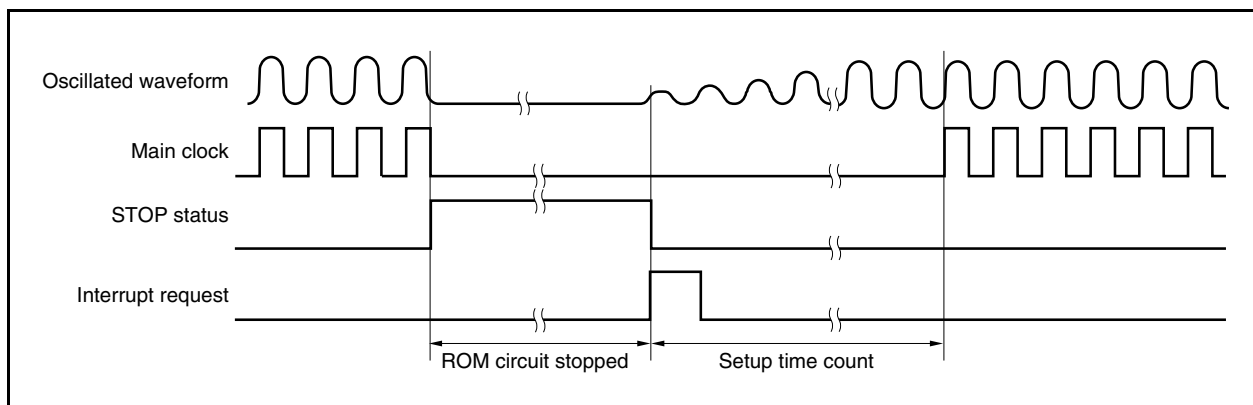 Oscillated waveform
Main clock
STOP status
Interrupt request
ROM circuit stopped
Setup time count